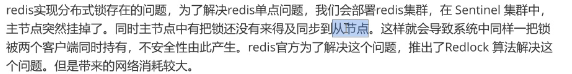 redis实现分布式锁存在的问题，为了解决redis单点问题，我们会部署redis集群，在 Sentinel 集群中，
主节点突然挂掉了。同时主节点中有把锁还没有来得及同步到从节点。这样就会导致系统中同样一把锁
被两个客户端同时持有，不安全性由此产生。redis官方为了解决这个问题，推出了Redlock 算法解决这
个问题。但是带来的网络消耗较大。